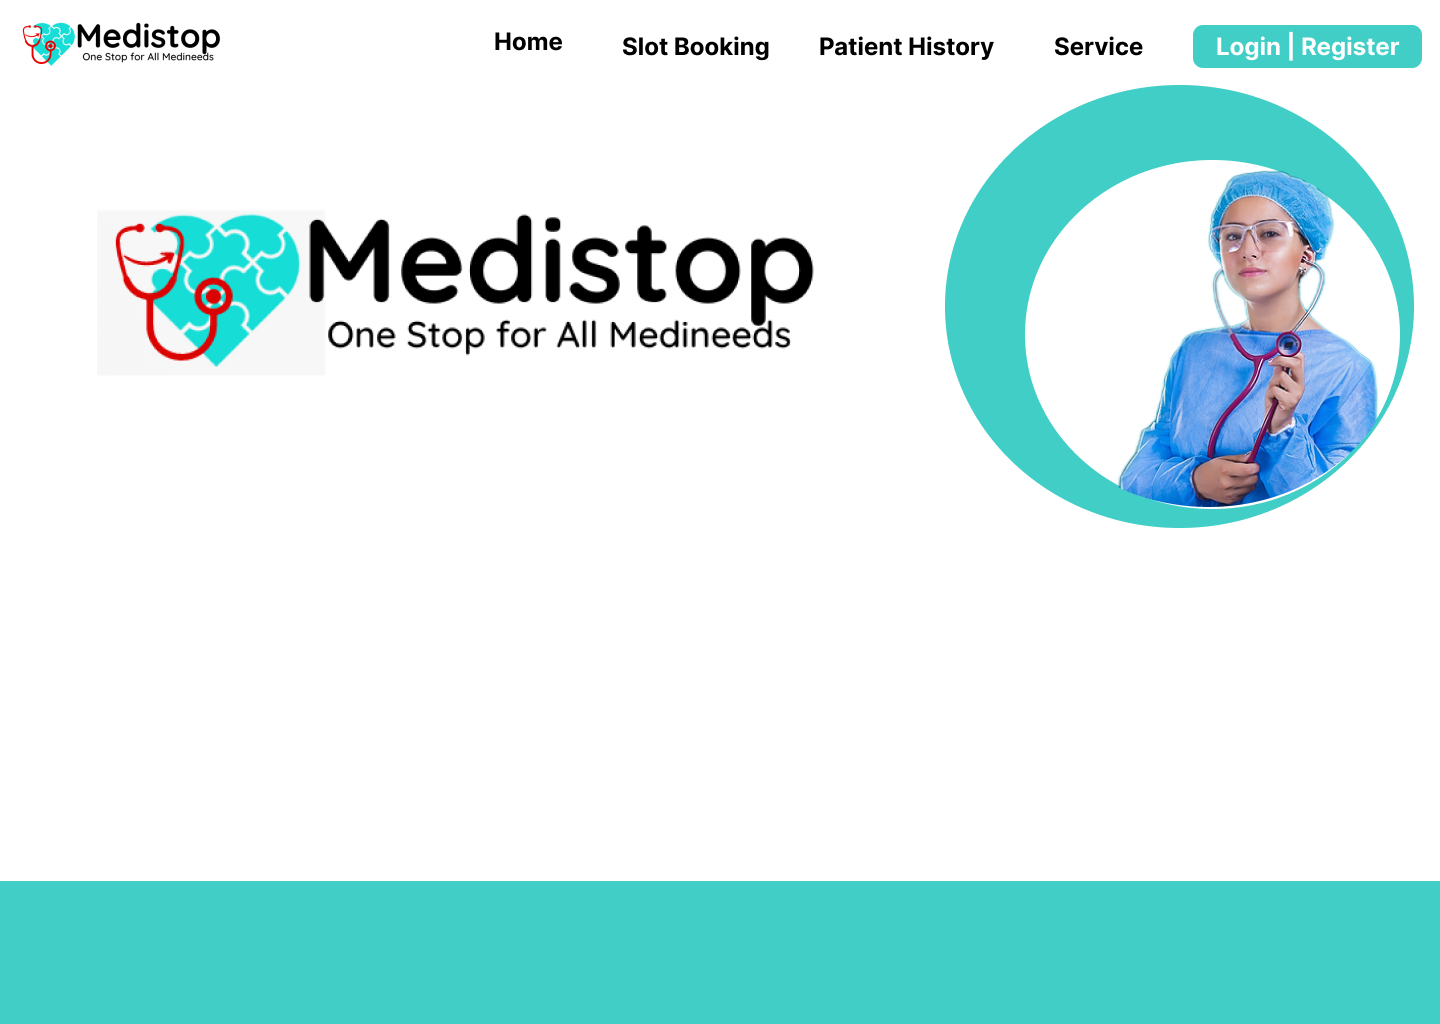 Medistop
One Stop for All Medineeds
Home
Slot Booking
Patient History
Service
Login | Register
Medistop
One Stop for All Medineeds